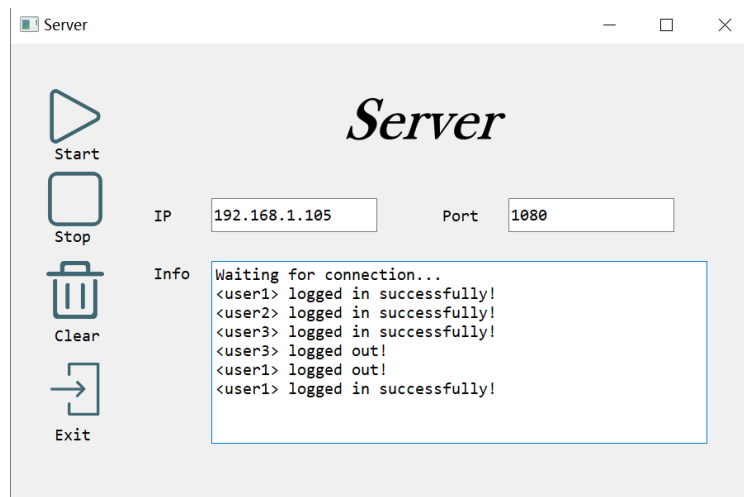 Server
Server
Start
Stop
Clear
Exit
IP 192.168.1.105 Port 1080
Info
Waiting for connection...
<user1> logged in successfully!
<user2> logged in successfully!
<user3> logged in successfully!
<user3> logged out!
<user1> logged out!
<user1> logged in successfully!